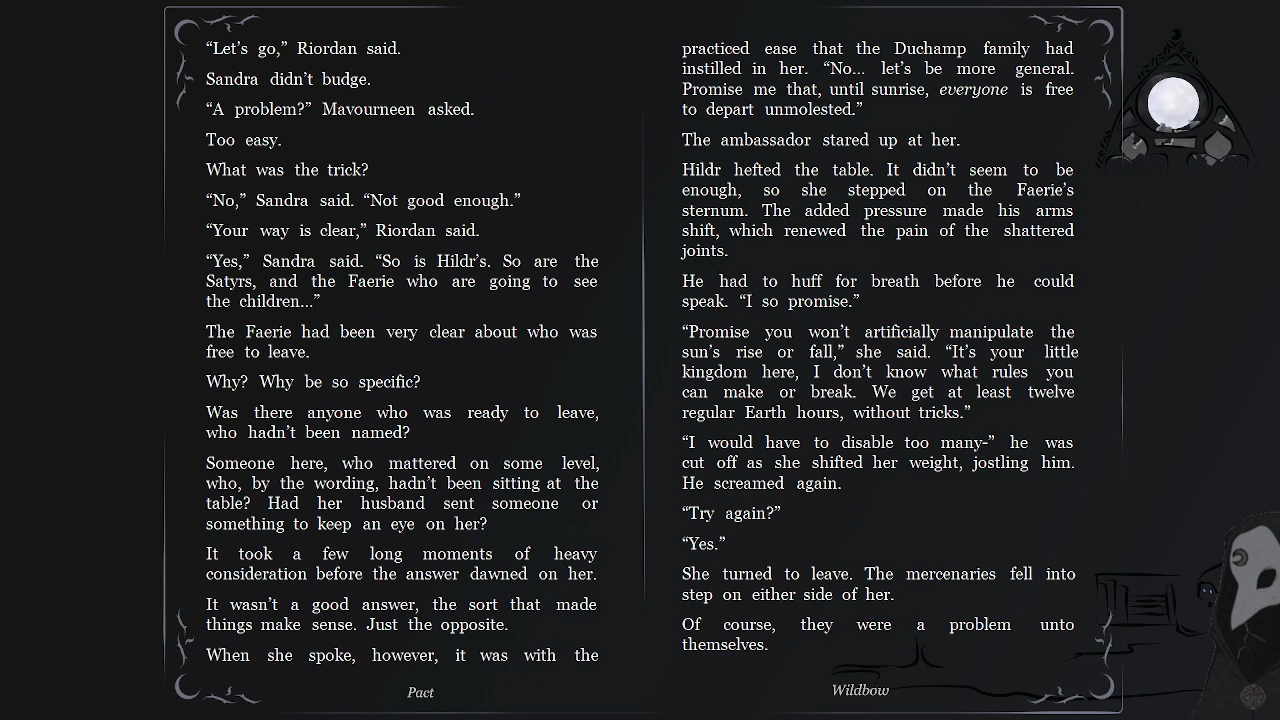 “Let’s go,” Riordan said.
Sandra didn’t budge.
“A problem?” Mavourneen asked.
Too easy.
What was the trick?
“No,” Sandra said. “Not good enough.”
“Your way is clear,” Riordan said.
“Yes,” Sandra said. “So is Hildr’s. So are the
Satyrs, and the Faerie who are going to see
the children...”
The Faerie had been very clear about who was
free to leave.
Why? Why be so specific?
Was there anyone who was ready to leave,
who hadn’t been named?
Someone here, who mattered on some level,
who, by the wording, hadn’t been sitting at the
table? Had her husband sent someone or
something to keep an eye on her?
It took a few long moments of heavy
consideration before the answer dawned on her.
It wasn’t a good answer, the sort that made
things make sense. Just the opposite.
When she spoke, however, it was with the
Pact
practiced ease that the Duchamp family had
instilled in her. “No... let’s be more general.
Promise me that, until sunrise, everyone is free
to depart unmolested.”
The ambassador stared up at her.
Hildr hefted the table. It didn’t seem to be
enough, so she stepped on the Faerie’s
sternum. The added pressure made his arms
shift, which renewed the pain of the shattered
joints.
He had to huff for breath before he could
speak. “I so promise.”
“Promise you won’t artificially manipulate the
sun’s rise or fall,” she said. “It’s your little
kingdom here, I don’t know what rules you
can make or break. We get at least twelve
regular Earth hours, without tricks.”
“I would have to disable too many-” he was
cut off as she shifted her weight, jostling him.
He screamed again.
“Try again?”
“Yes.”
She turned to leave. The mercenaries fell into
step on either side of her.
Of course, they were a problem unto
themselves.
Wildbow